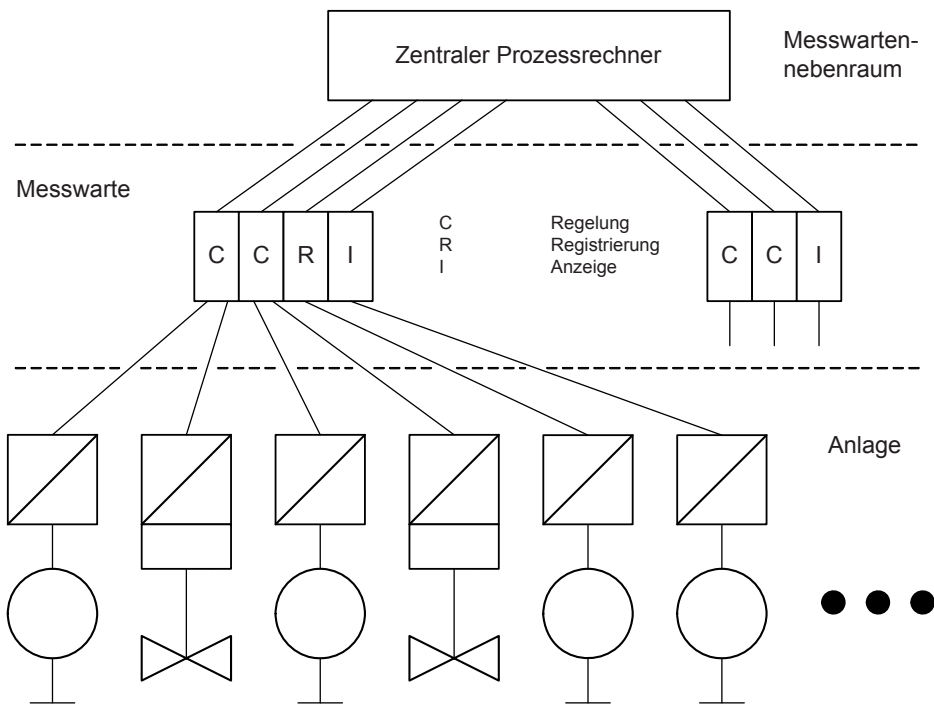 Zentraler Prozessrechner
Messwarten-
nebenraum
Messwarte
C C R I
C Regelung
R Registrierung
I Anzeige
C C I
Anlage